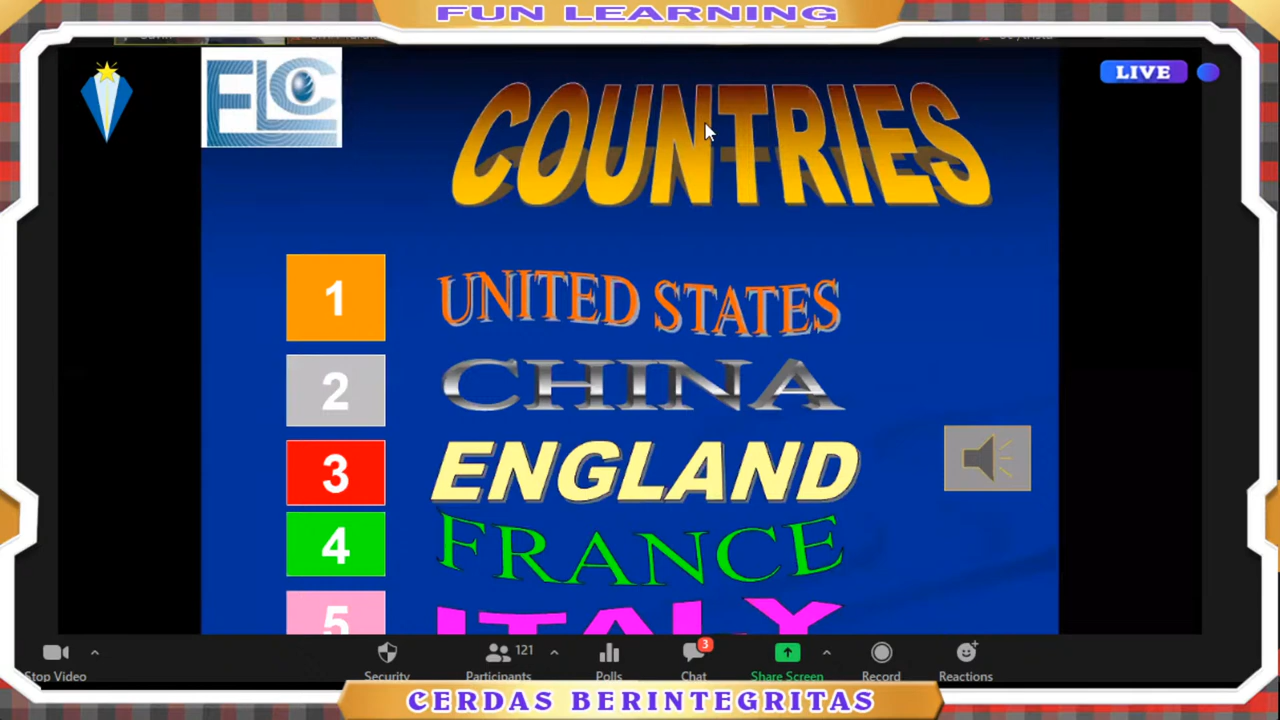 FUN LEARNING
LIVE
ELC
COUNTRIES
1 UNITED STATES
2 CHINA
3 ENGLAND
4 FRANCE
5 ITALY
121
3
Stop Video Security Participants Polls Chat Share Screen Record Reactions
CERDAS BERINTEGRITAS